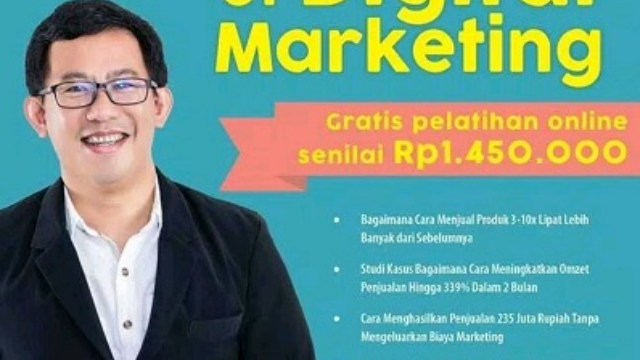 Digital
Marketing
Gratis pelatihan online
senilai Rp1.450.000
Bagaimana Cara Menjual Produk 3-10x Lipat Lebih
Banyak dari Sebelumnya
Studi Kasus Bagaimana Cara Meningkatkan Omzet
Penjualan Hingga 339% Dalam 2 Bulan
Cara Menghasilkan Penjualan 235 Juta Rupiah Tanpa
Mengeluarkan Biaya Marketing